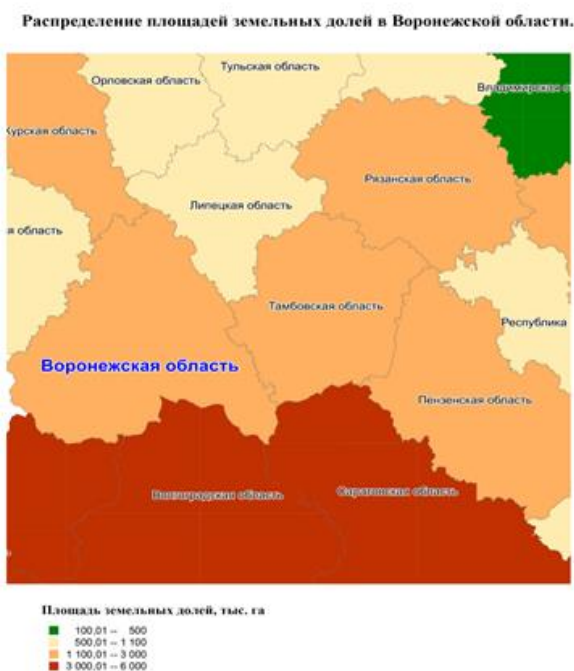 Распределение площадей земельных долей в Воронежской области.
Тульская область
Орловская область
Владимирская о
Курская область
Рязанская область
Липецкая область
я область
Тамбовская область
Республика
Воронежская область
Пензенская область
Волгоградская область
Саратовская область
Площадь земельных долей, тыс. га
100,01 -- 500
500,01 -- 1 100
1 100,01 -- 3 000
3 000,01 -- 6 000